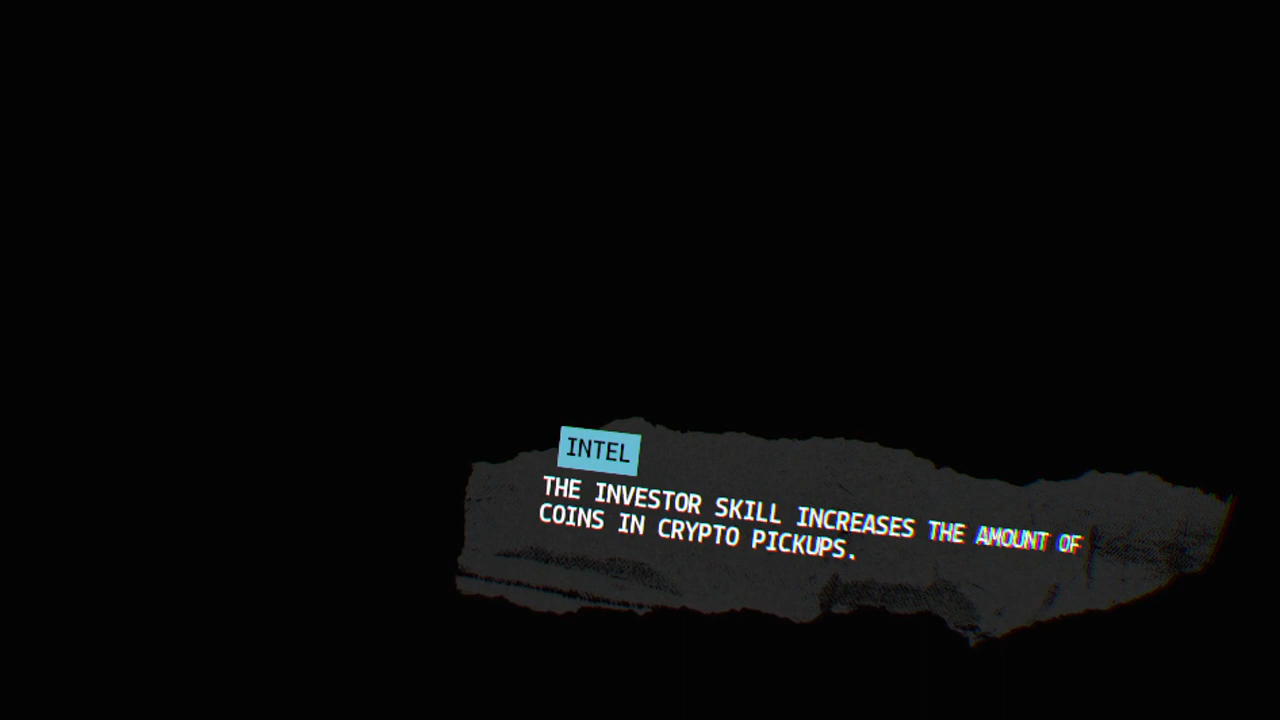 INTEL
THE INVESTOR SKILL INCREASES THE AMOUNT OF
COINS IN CRYPTO PICKUPS.